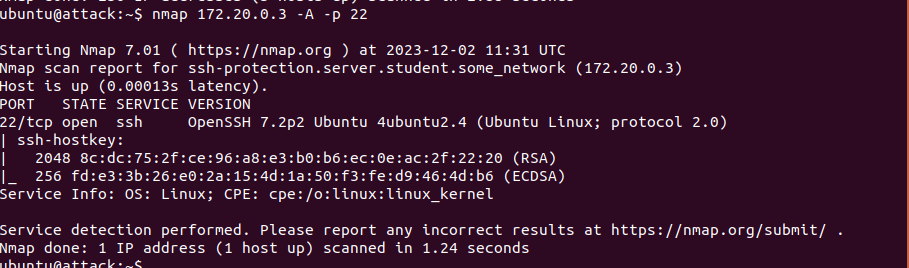 ubuntu@attack:~$ nmap 172.20.0.3 -A -p 22
Starting Nmap 7.01 ( https://nmap.org ) at 2023-12-02 11:31 UTC
Nmap scan report for ssh-protection.server.student.some_network (172.20.0.3)
Host is up (0.00013s latency).
PORT   STATE SERVICE VERSION
22/tcp open  ssh     OpenSSH 7.2p2 Ubuntu 4ubuntu2.4 (Ubuntu Linux; protocol 2.0)
| ssh-hostkey:
|   2048 8c:dc:75:2f:ce:96:a8:e3:b0:b6:ec:0e:ac:2f:22:20 (RSA)
|_  256 fd:e3:3b:26:e0:2a:15:4d:1a:50:f3:fe:d9:46:4d:b6 (ECDSA)
Service Info: OS: Linux; CPE: cpe:/o:linux:linux_kernel
Service detection performed. Please report any incorrect results at https://nmap.org/submit/ .
Nmap done: 1 IP address (1 host up) scanned in 1.24 seconds
ubuntu@attack:~$